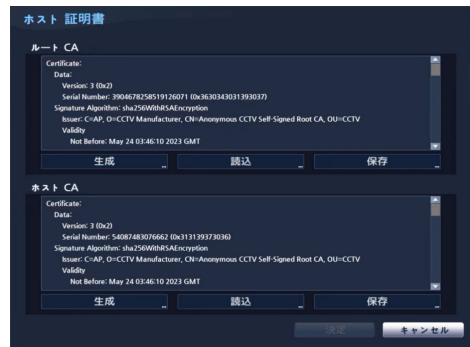 ホスト 証明書
ルート CA
Certificate:
Data:
Version: 3 (0x2)
Serial Number: 3904678258519126071 (0x3630343031393037)
Signature Algorithm: sha256WithRSAEncryption
Issuer: C=AP, O=CCTV Manufacturer, CN=Anonymous CCTV Self-Signed Root CA, OU=CCTV
Validity
Not Before: May 24 03:46:10 2023 GMT
生成... 読込... 保存...
ホスト CA
Certificate:
Data:
Version: 3 (0x2)
Serial Number: 54087483076662 (0x313139373036)
Signature Algorithm: sha256WithRSAEncryption
Issuer: C=AP, O=CCTV Manufacturer, CN=Anonymous CCTV Self-Signed Root CA, OU=CCTV
Validity
Not Before: May 24 03:46:10 2023 GMT
生成... 読込... 保存...
決定 キャンセル